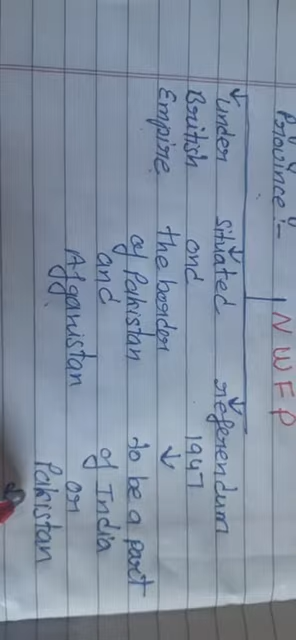 Province :- NWFP
↓ under ↓ situated ↓ referendum
British ond 1947
Empire the border ↓
of Pakistan to be a part
and of India
Afganistan or
Pakistan